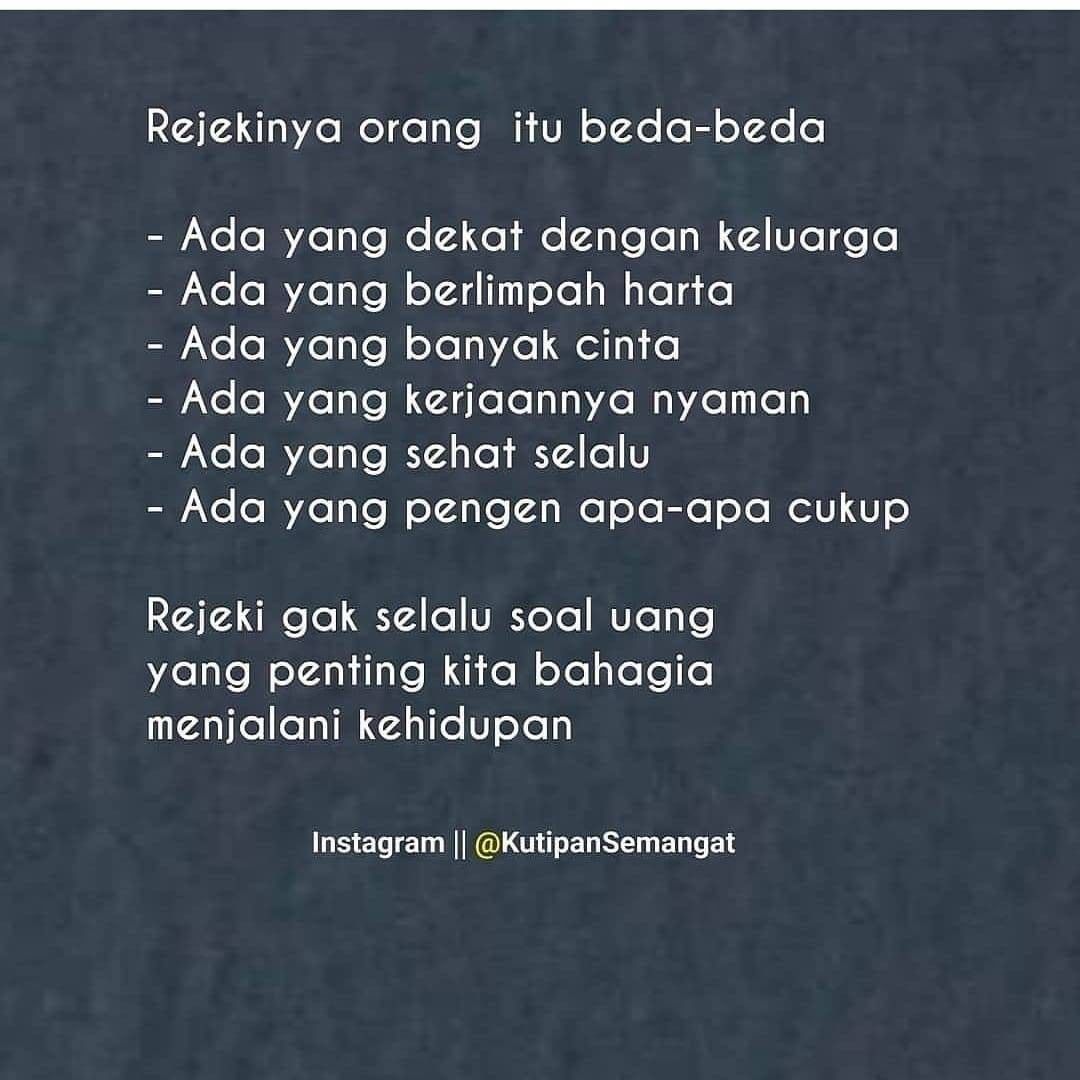 Rejekinya orang itu beda-beda
- Ada yang dekat dengan keluarga
- Ada yang berlimpah harta
- Ada yang banyak cinta
- Ada yang kerjaannya nyaman
- Ada yang sehat selalu
- Ada yang pengen apa-apa cukup
Rejeki gak selalu soal uang
yang penting kita bahagia
menjalani kehidupan
Instagram || @KutipanSemangat